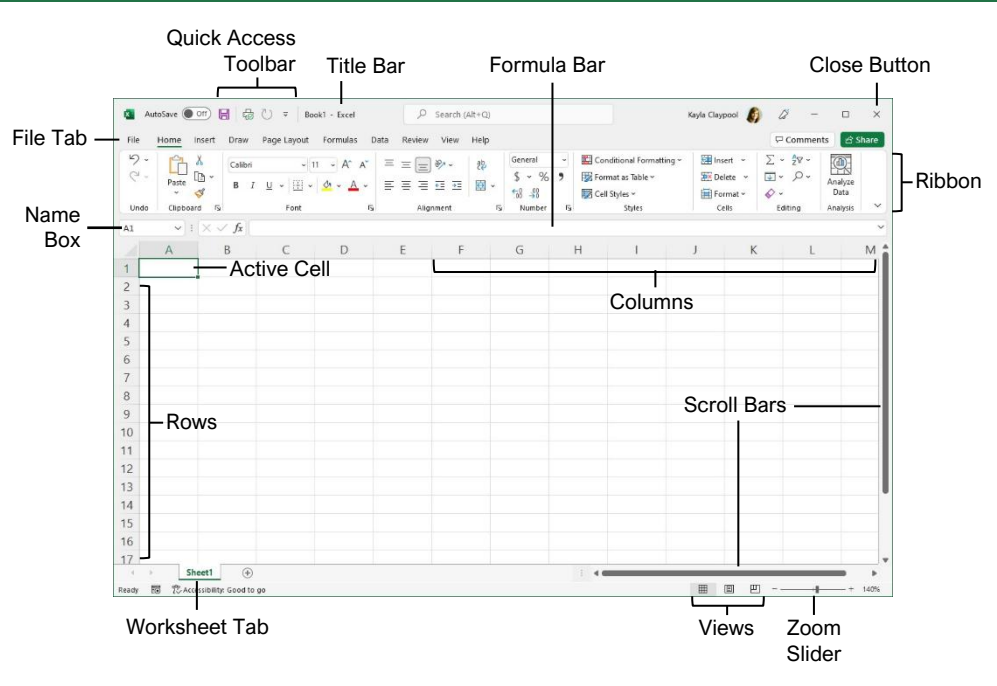 Quick Access
Toolbar
Title Bar
Formula Bar
Close Button
AutoSave Off Book1 - Excel Search (Alt+Q) Kayla Claypool
File Tab
File Home Insert Draw Page Layout Formulas Data Review View Help Comments Share
Calibri 11 General Conditional Formatting Insert
Paste B I U $ % Format as Table Delete Analyze
Data
Cell Styles Format
Undo Clipboard Font Alignment Number Styles Cells Editing Analysis
Ribbon
Name
Box
A1 fx
A B C D E F G H I J K L M
1
Active Cell
2
Columns
3
4
5
6
7
8
Scroll Bars
9
Rows
10
11
12
13
14
15
16
17
Sheet1
Ready Accessibility: Good to go 140%
Worksheet Tab
Views
Zoom
Slider